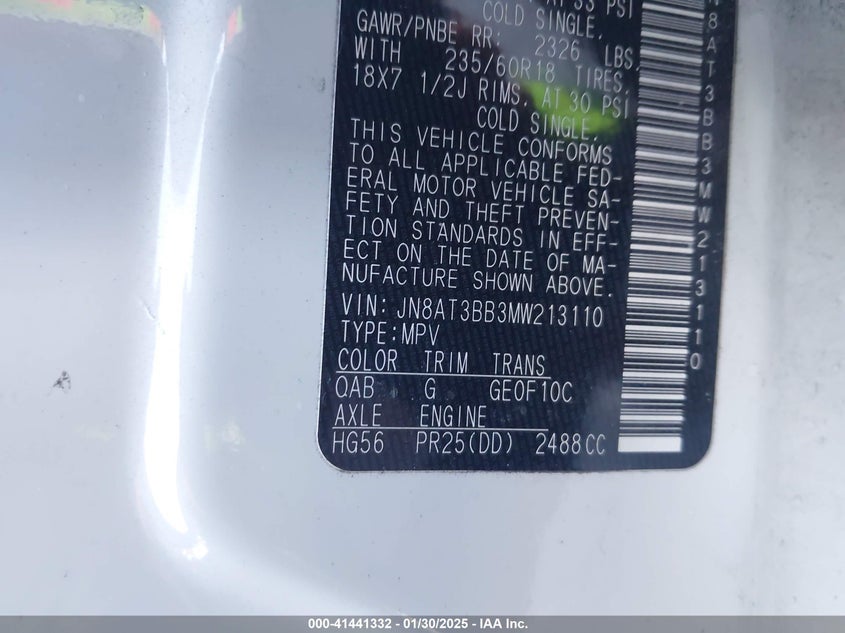 AT 33 PSI
COLD SINGLE,
GAWR/PNBE RR: 2326 LBS,
WITH 235/60R18 TIRES,
18X7 1/2J RIMS, AT 30 PSI
COLD SINGLE,
THIS VEHICLE CONFORMS
TO ALL APPLICABLE FED-
ERAL MOTOR VEHICLE SA-
FETY AND THEFT PREVEN-
TION STANDARDS IN EFF-
ECT ON THE DATE OF MA-
NUFACTURE SHOWN ABOVE.
VIN: JN8AT3BB3MW213110
TYPE:MPV
COLOR TRIM TRANS
QAB G GE0F10C
AXLE ENGINE
HG56 PR25(DD) 2488CC
8AT3BB3MW213110
000-41441332 — 01/30/2025 — IAA Inc.